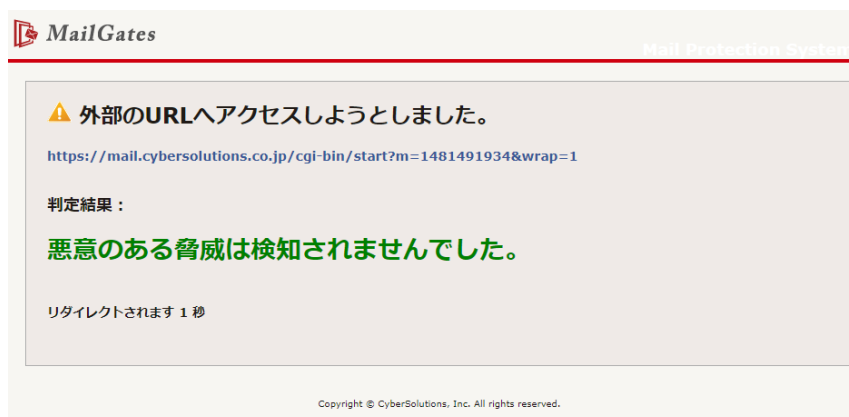 MailGates
Mail Protection System
外部のURLへアクセスしようとしました。
https://mail.cybersolutions.co.jp/cgi-bin/start?m=1481491934&wrap=1
判定結果：
悪意のある脅威は検知されませんでした。
リダイレクトされます 1 秒
Copyright © CyberSolutions, Inc. All rights reserved.